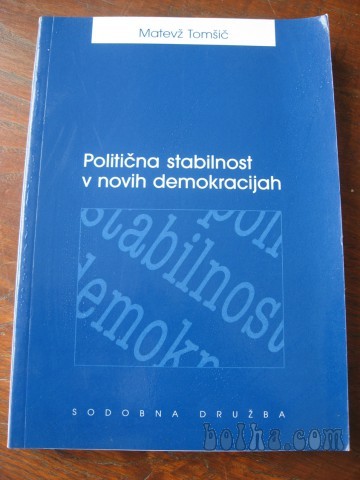 Matevž Tomšič
Politična stabilnost
v novih demokracijah
poli
stabilnost
demokr
SODOBNA DRUŽBA
bolha.com